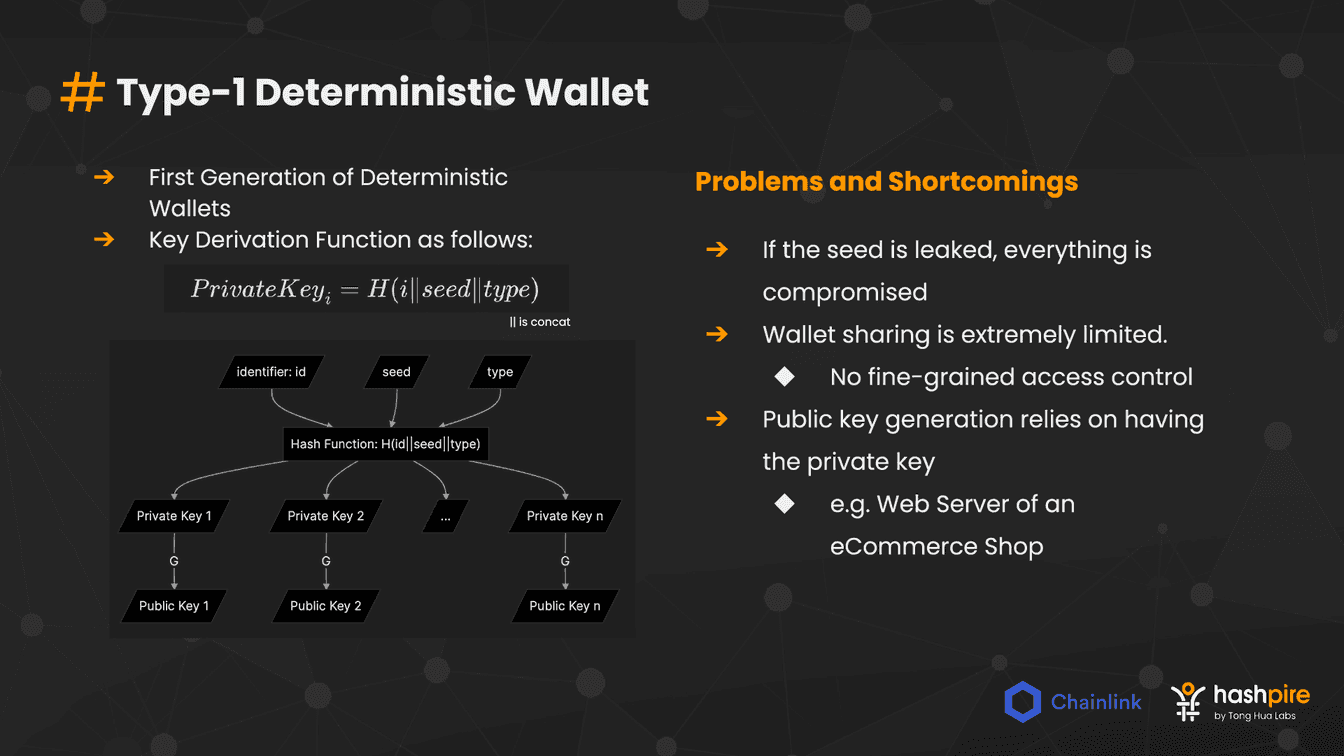 # Type-1 Deterministic Wallet
➔ First Generation of Deterministic
Wallets
➔ Key Derivation Function as follows:
PrivateKey_i = H(i||seed||type)
|| is concat
identifier: id
seed
type
Hash Function: H(id||seed||type)
Private Key 1
Private Key 2
...
Private Key n
G
G
G
Public Key 1
Public Key 2
Public Key n
Problems and Shortcomings
➔ If the seed is leaked, everything is
compromised
➔ Wallet sharing is extremely limited.
◆ No fine-grained access control
➔ Public key generation relies on having
the private key
◆ e.g. Web Server of an
eCommerce Shop
Chainlink
hashpire
by Tong Hua Labs